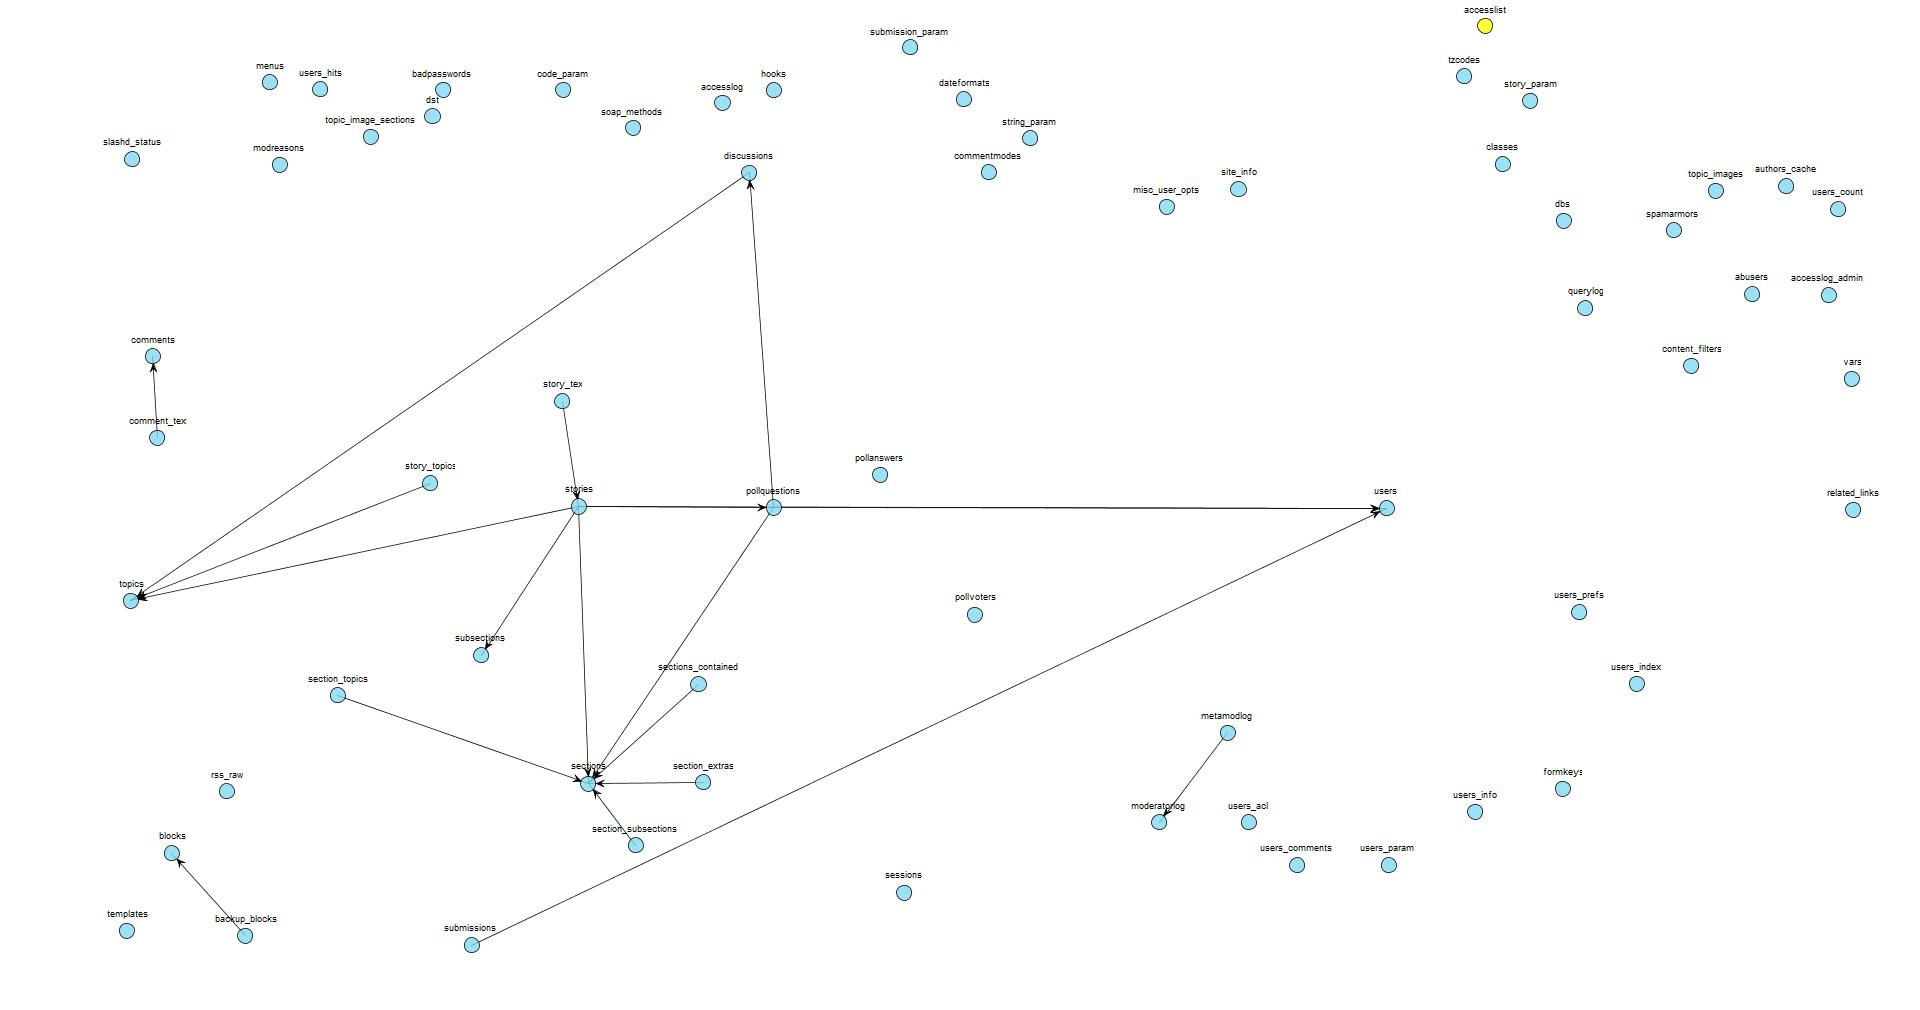 accesslist
submission_param
tzcodes
menus
users_hits
badpasswords
code_param
hooks
accesslog
dateformats
story_param
dst
topic_image_sections
soap_methods
string_param
slashd_status
modreasons
discussions
commentmodes
classes
site_info
misc_user_opts
topic_images
authors_cache
users_count
dbs
spamarmors
abusers
accesslog_admin
querylog
comments
content_filters
vars
story_tex
comment_tex
pollanswers
story_topics
stories
pollquestions
users
related_links
topics
pollvoters
users_prefs
subsections
sections_contained
users_index
section_topics
metamodlog
sections
section_extras
rss_raw
formkeys
users_info
moderatorlog
users_acl
blocks
section_subsections
users_comments
users_param
sessions
templates
backup_blocks
submissions